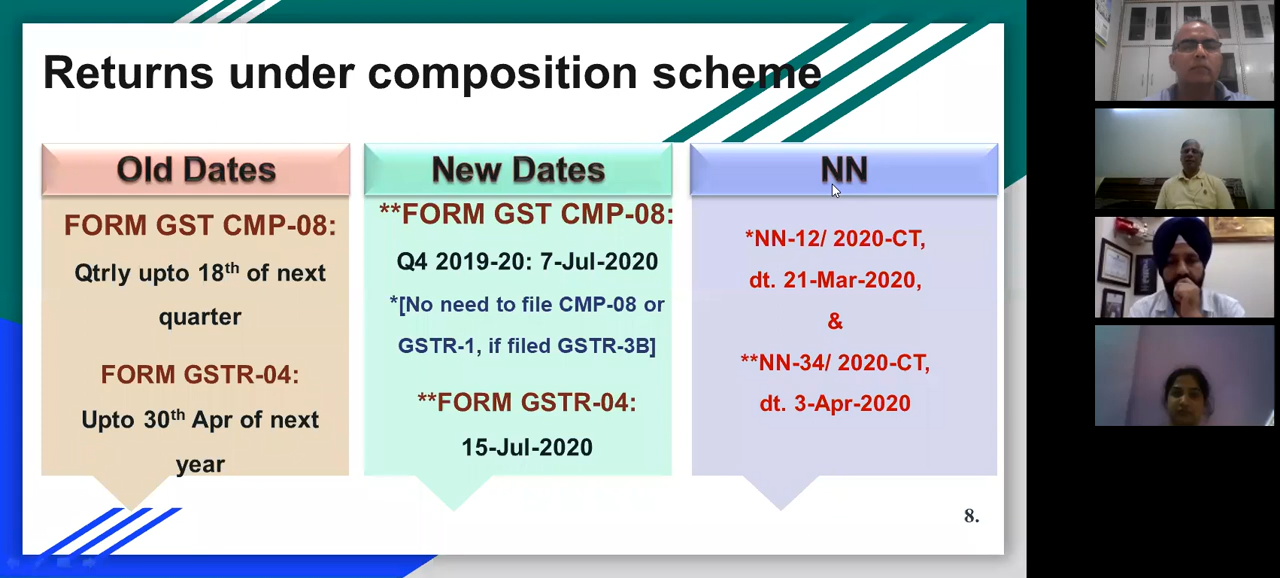 Returns under composition scheme
Old Dates
FORM GST CMP-08:
Qtrly upto 18th of next
quarter
FORM GSTR-04:
Upto 30th Apr of next
year
New Dates
**FORM GST CMP-08:
Q4 2019-20: 7-Jul-2020
*[No need to file CMP-08 or
GSTR-1, if filed GSTR-3B]
**FORM GSTR-04:
15-Jul-2020
NN
*NN-12/ 2020-CT,
dt. 21-Mar-2020,
&
**NN-34/ 2020-CT,
dt. 3-Apr-2020
8.